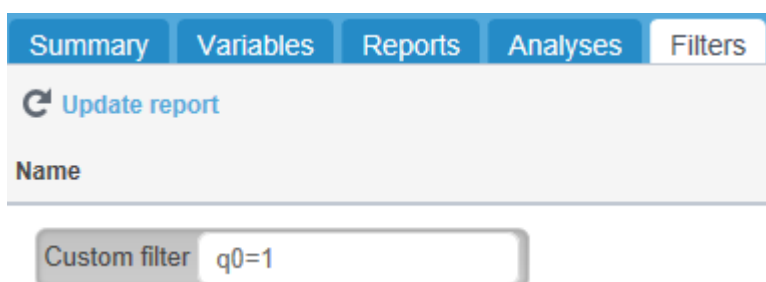 Summary Variables Reports Analyses Filters
Update report
Name
Custom filter q0=1